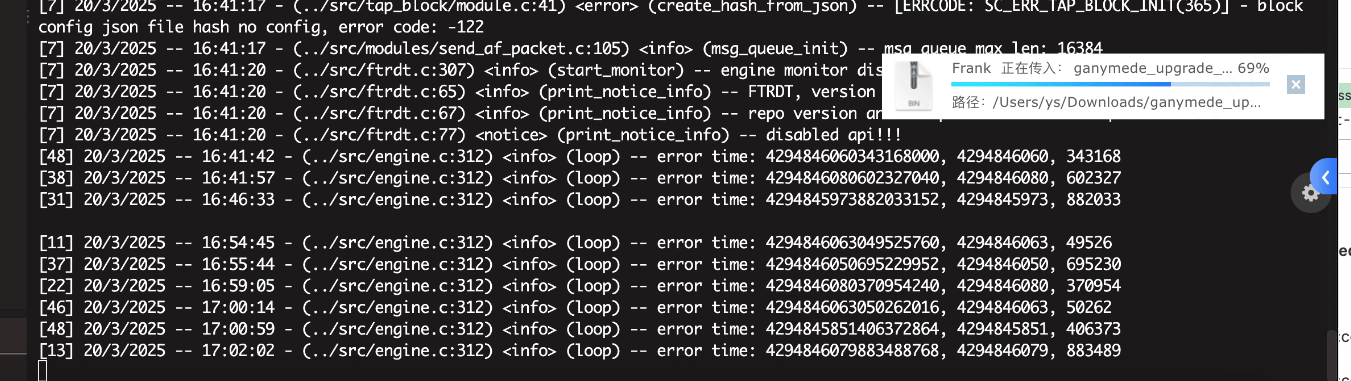 [7] 20/3/2025 -- 16:41:17 - (../src/tap_block/module.c:41) <error> (create_hash_from_json) -- [ERRCODE: SC_ERR_TAP_BLOCK_INIT(365)] - block
config json file hash no config, error code: -122
[7] 20/3/2025 -- 16:41:17 - (../src/modules/send_af_packet.c:105) <info> (msg_queue_init) -- msg queue max len: 16384
[7] 20/3/2025 -- 16:41:20 - (../src/ftrdt.c:307) <info> (start_monitor) -- engine monitor dis
[7] 20/3/2025 -- 16:41:20 - (../src/ftrdt.c:65) <info> (print_notice_info) -- FTRDT, version
[7] 20/3/2025 -- 16:41:20 - (../src/ftrdt.c:67) <info> (print_notice_info) -- repo version an
[7] 20/3/2025 -- 16:41:20 - (../src/ftrdt.c:77) <notice> (print_notice_info) -- disabled api!!!
[48] 20/3/2025 -- 16:41:42 - (../src/engine.c:312) <info> (loop) -- error time: 4294846060343168000, 4294846060, 343168
[38] 20/3/2025 -- 16:41:57 - (../src/engine.c:312) <info> (loop) -- error time: 4294846080602327040, 4294846080, 602327
[31] 20/3/2025 -- 16:46:33 - (../src/engine.c:312) <info> (loop) -- error time: 4294845973882033152, 4294845973, 882033
[11] 20/3/2025 -- 16:54:45 - (../src/engine.c:312) <info> (loop) -- error time: 4294846063049525760, 4294846063, 49526
[37] 20/3/2025 -- 16:55:44 - (../src/engine.c:312) <info> (loop) -- error time: 4294846050695229952, 4294846050, 695230
[22] 20/3/2025 -- 16:59:05 - (../src/engine.c:312) <info> (loop) -- error time: 4294846080370954240, 4294846080, 370954
[46] 20/3/2025 -- 17:00:14 - (../src/engine.c:312) <info> (loop) -- error time: 4294846063050262016, 4294846063, 50262
[48] 20/3/2025 -- 17:00:59 - (../src/engine.c:312) <info> (loop) -- error time: 4294845851406372864, 4294845851, 406373
[13] 20/3/2025 -- 17:02:02 - (../src/engine.c:312) <info> (loop) -- error time: 4294846079883488768, 4294846079, 883489
Frank 正在传入： ganymede_upgrade_... 69%
路径：/Users/ys/Downloads/ganymede_up...
BIN